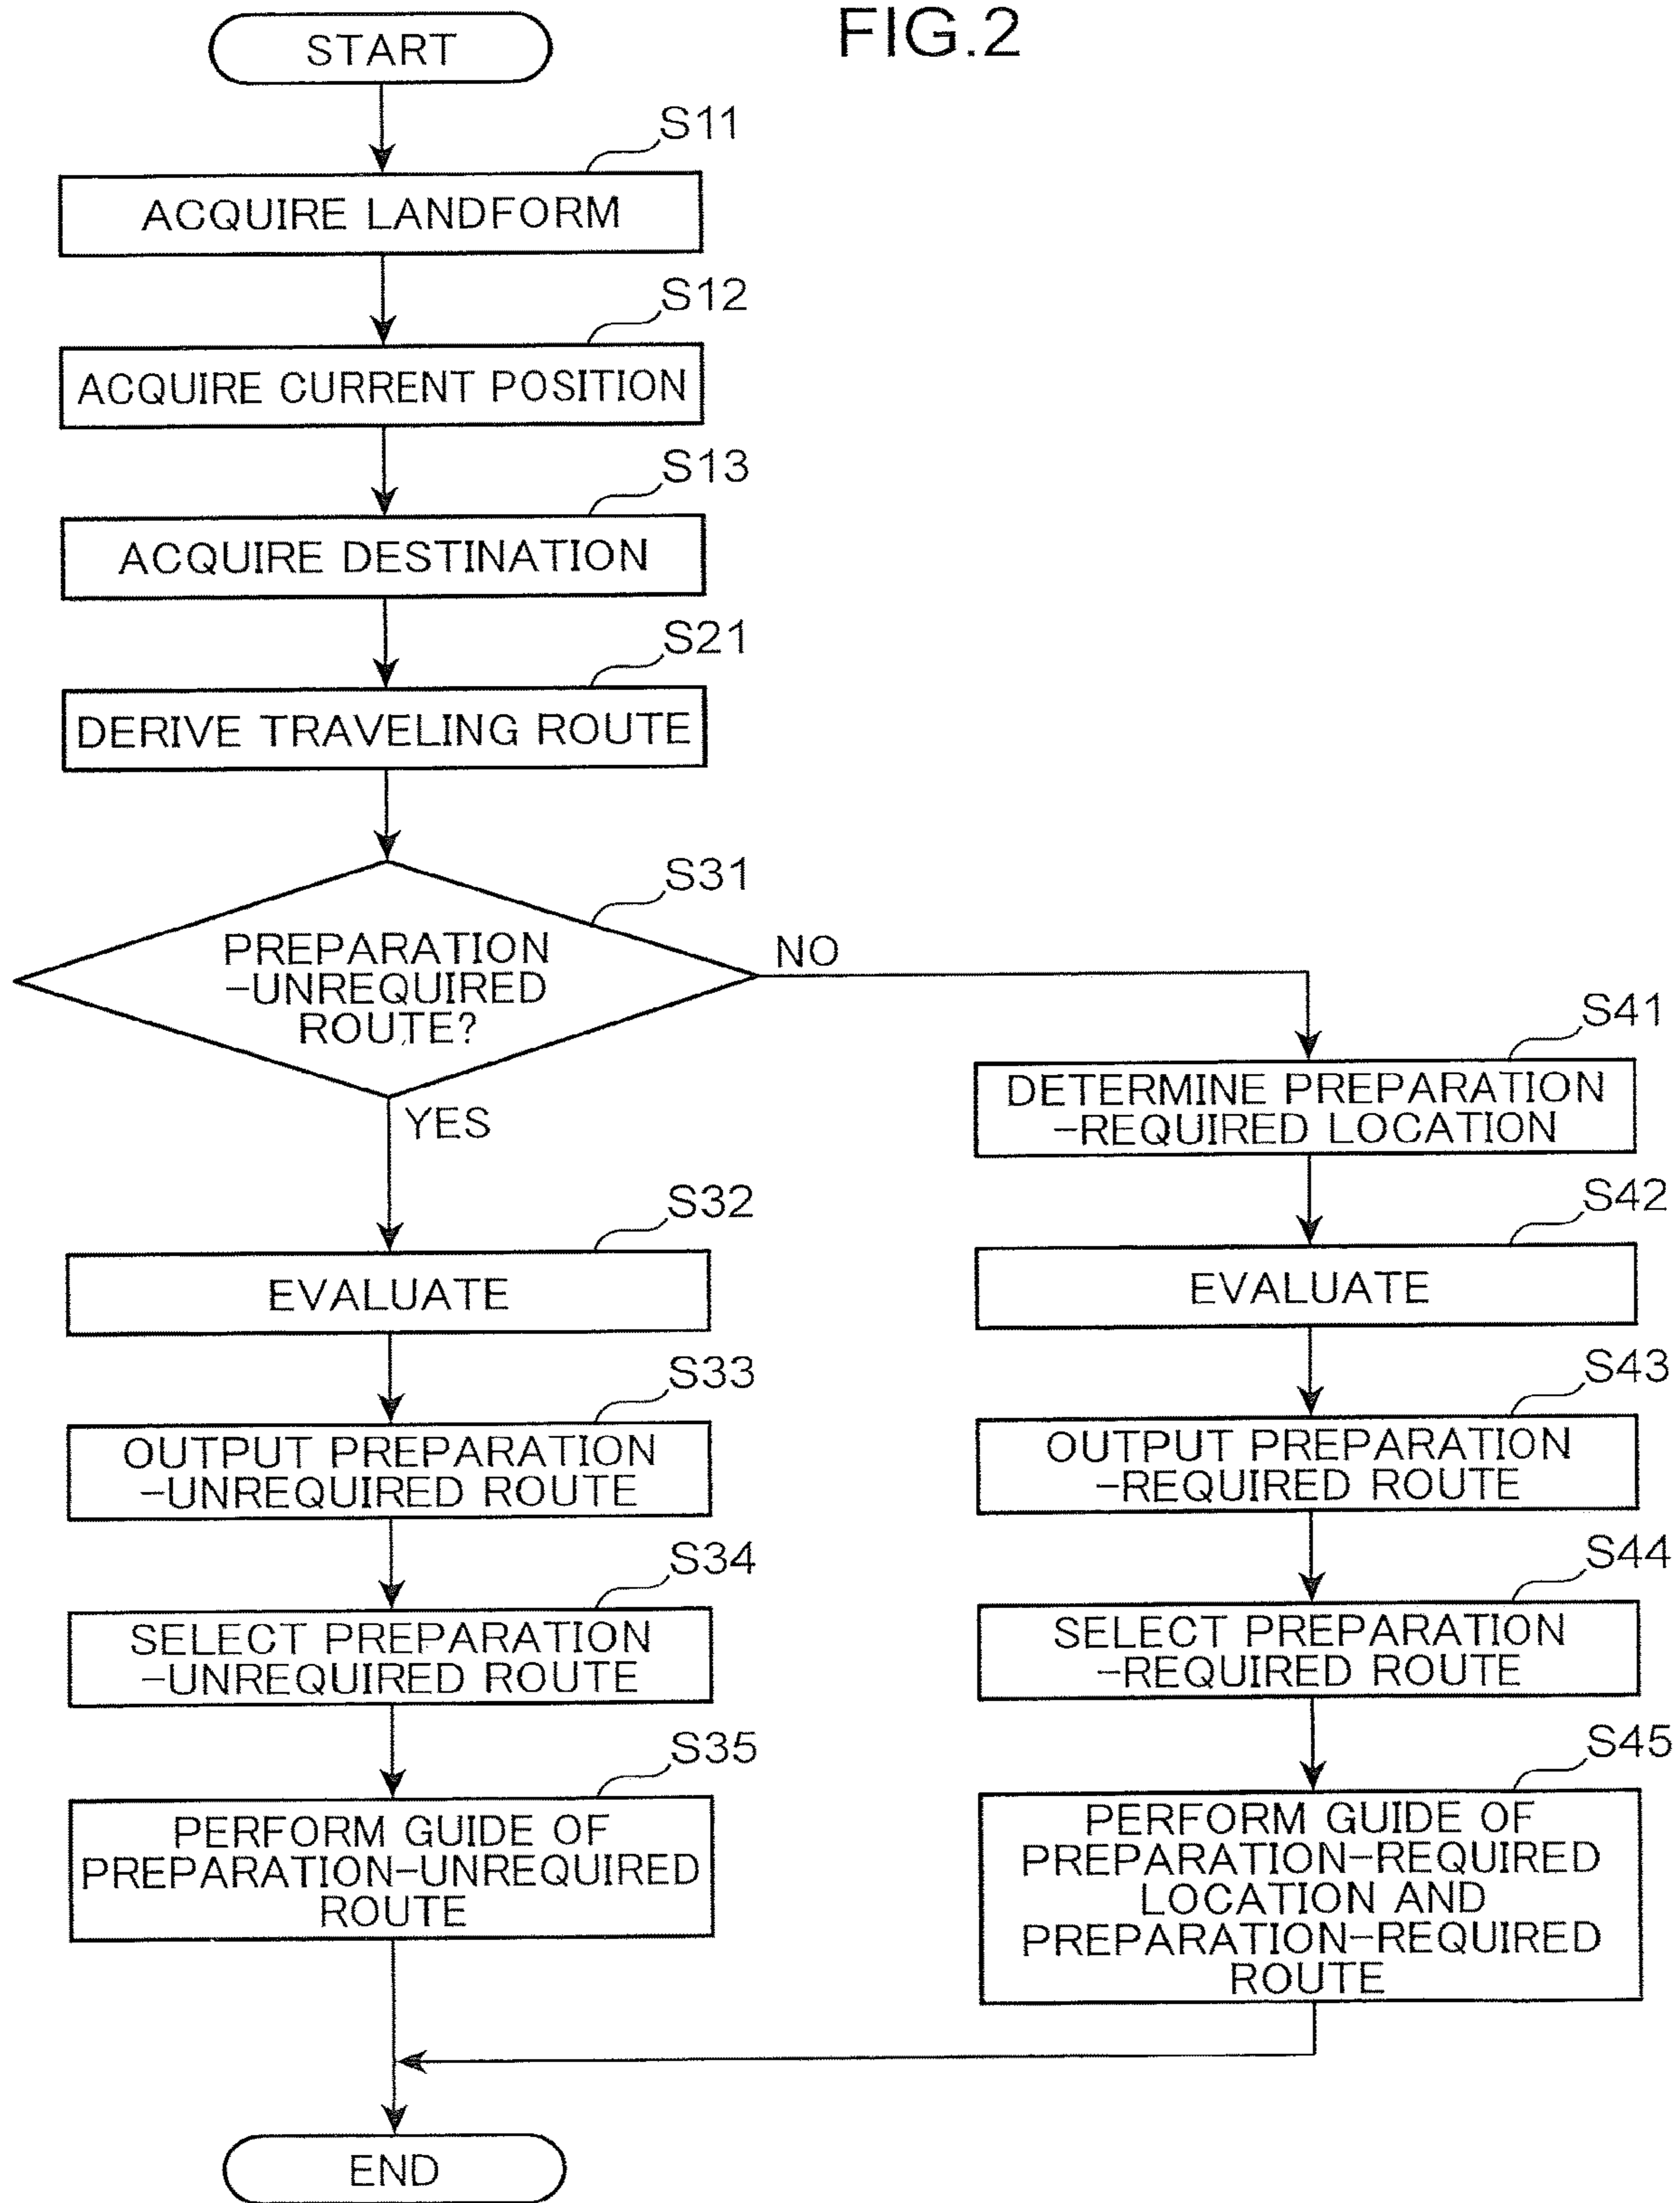 FIG.2
START
S11
ACQUIRE LANDFORM
S12
ACQUIRE CURRENT POSITION
S13
ACQUIRE DESTINATION
S21
DERIVE TRAVELING ROUTE
S31
PREPARATION
-UNREQUIRED
ROUTE?
NO
YES
S32
EVALUATE
S33
OUTPUT PREPARATION
-UNREQUIRED ROUTE
S34
SELECT PREPARATION
-UNREQUIRED ROUTE
S35
PERFORM GUIDE OF
PREPARATION-UNREQUIRED
ROUTE
S41
DETERMINE PREPARATION
-REQUIRED LOCATION
S42
EVALUATE
S43
OUTPUT PREPARATION
-REQUIRED ROUTE
S44
SELECT PREPARATION
-REQUIRED ROUTE
S45
PERFORM GUIDE OF
PREPARATION-REQUIRED
LOCATION AND
PREPARATION-REQUIRED
ROUTE
END